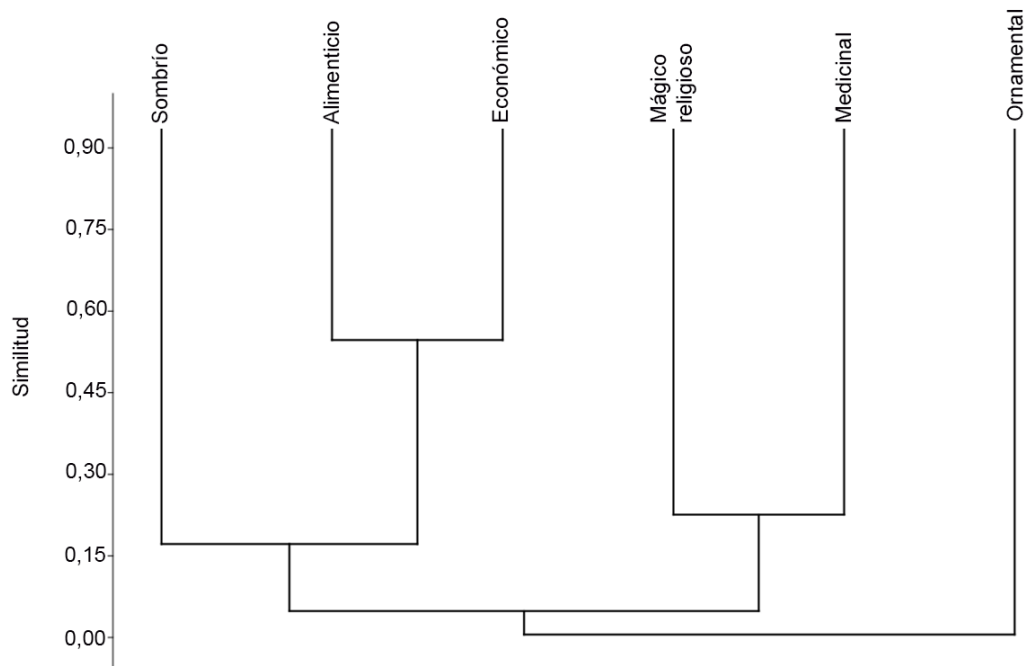 Sombrío
Alimenticio
Económico
Mágico
religioso
Medicinal
Ornamental
0,90
0,75
0,60
0,45
0,30
0,15
0,00
Similitud